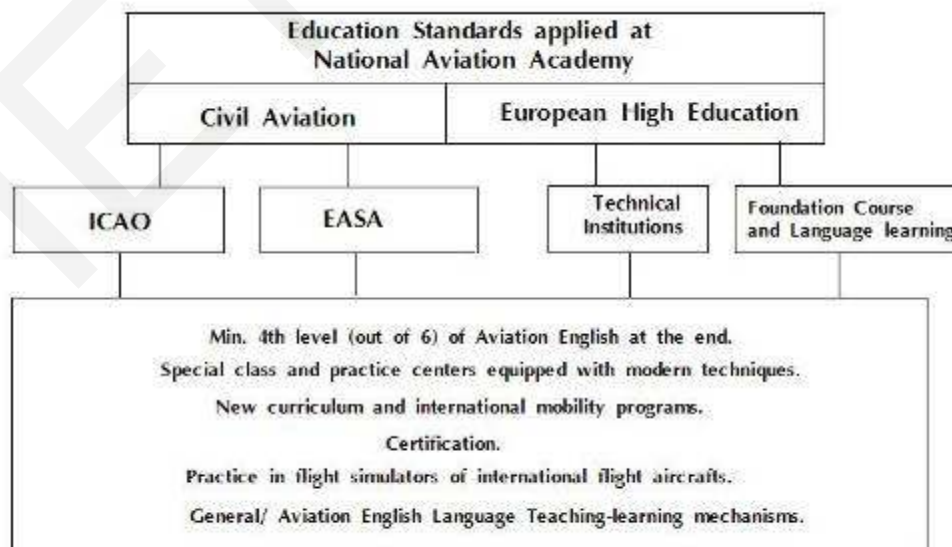 Education Standards applied at
National Aviation Academy
Civil Aviation
European High Education
ICAO
EASA
Technical
Institutions
Foundation Course
and Language learning
Min. 4th level (out of 6) of Aviation English at the end.
Special class and practice centers equipped with modern techniques.
New curriculum and international mobility programs.
Certification.
Practice in flight simulators of international flight aircrafts.
General/ Aviation English Language Teaching-learning mechanisms.